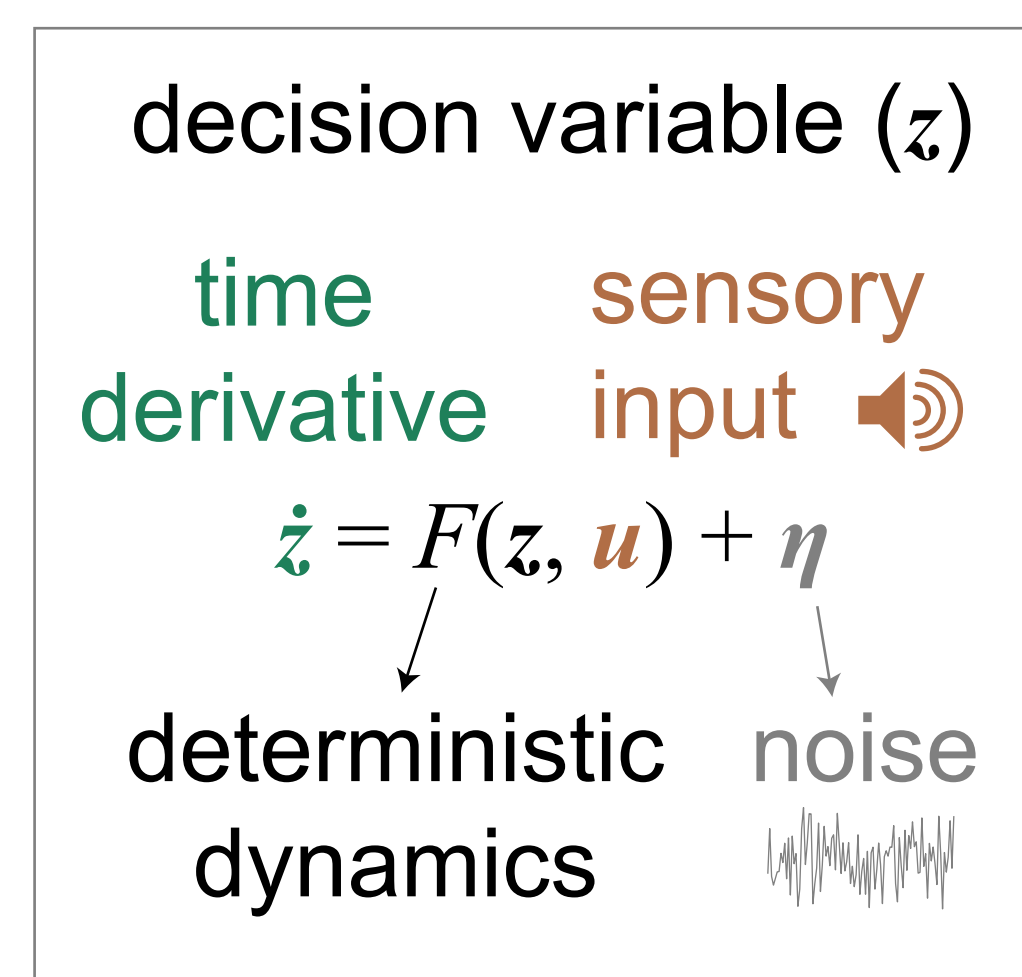 decision variable (z)
time
derivative
sensory
input
ż = F(z, u) + η
deterministic
dynamics
noise